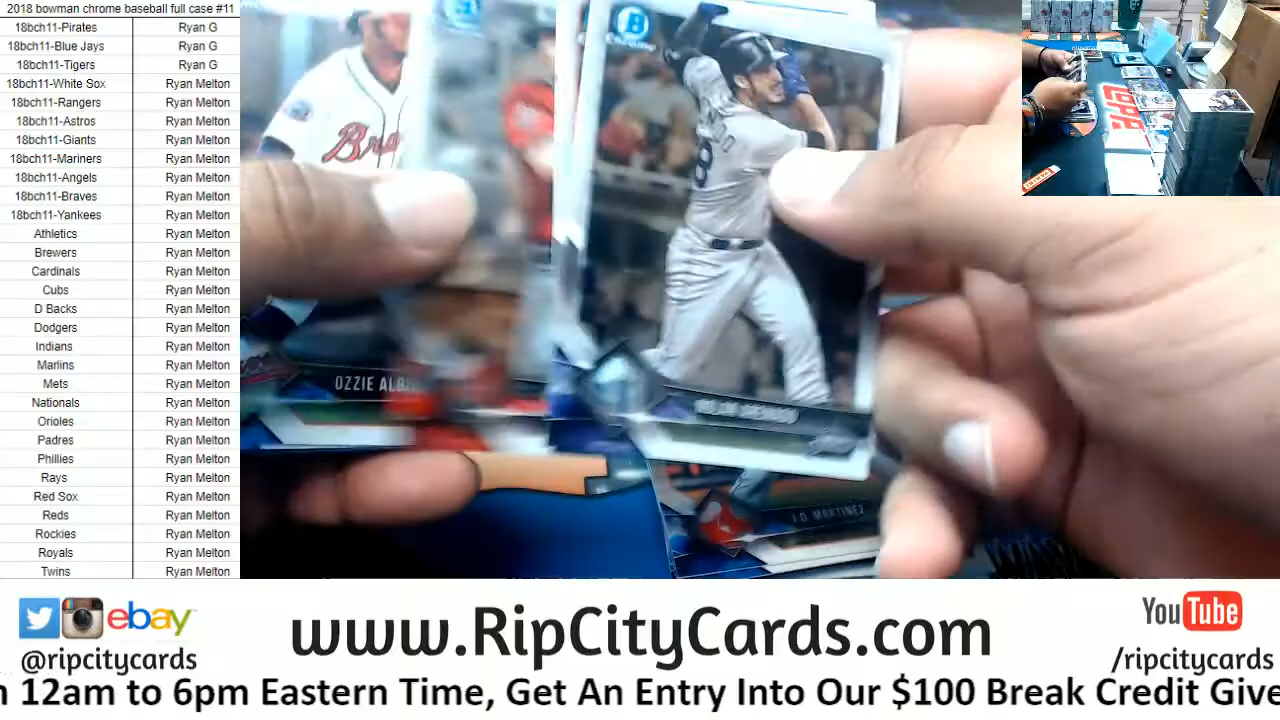 2018 bowman chrome baseball full case #11
18bch11-Pirates Ryan G
18bch11-Blue Jays Ryan G
18bch11-Tigers Ryan G
18bch11-White Sox Ryan Melton
18bch11-Rangers Ryan Melton
18bch11-Astros Ryan Melton
18bch11-Giants Ryan Melton
18bch11-Mariners Ryan Melton
18bch11-Angels Ryan Melton
18bch11-Braves Ryan Melton
18bch11-Yankees Ryan Melton
Athletics Ryan Melton
Brewers Ryan Melton
Cardinals Ryan Melton
Cubs Ryan Melton
D Backs Ryan Melton
Dodgers Ryan Melton
Indians Ryan Melton
Marlins Ryan Melton
Mets Ryan Melton
Nationals Ryan Melton
Orioles Ryan Melton
Padres Ryan Melton
Phillies Ryan Melton
Rays Ryan Melton
Red Sox Ryan Melton
Reds Ryan Melton
Rockies Ryan Melton
Royals Ryan Melton
Twins Ryan Melton
Bra
8
OZZIE ALBI
J.D. MARTINEZ
ebay
@ripcitycards
www.RipCityCards.com
YouTube
/ripcitycards
n 12am to 6pm Eastern Time, Get An Entry Into Our $100 Break Credit Give